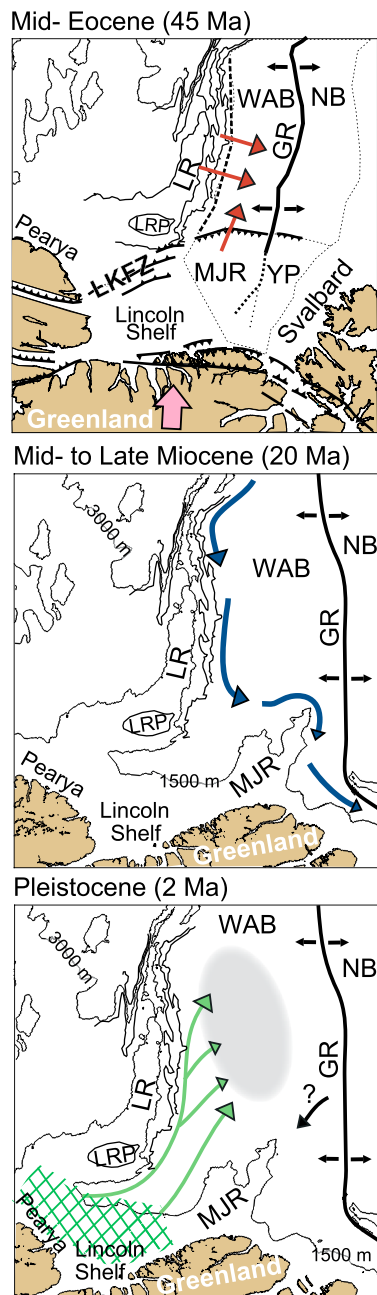 Mid- Eocene (45 Ma)
WAB
NB
GR
LR
LRP
Pearya
LKFZ
MJR
YP
Lincoln
Shelf
Svalbard
Greenland
Mid- to Late Miocene (20 Ma)
3000 m
NB
WAB
LR
GR
LRP
MJR
1500 m
Pearya
Lincoln
Shelf
Greenland
Pleistocene (2 Ma)
WAB
3000 m
NB
GR
LR
?
LRP
MJR
Pearya
Lincoln
Shelf
1500 m
Greenland